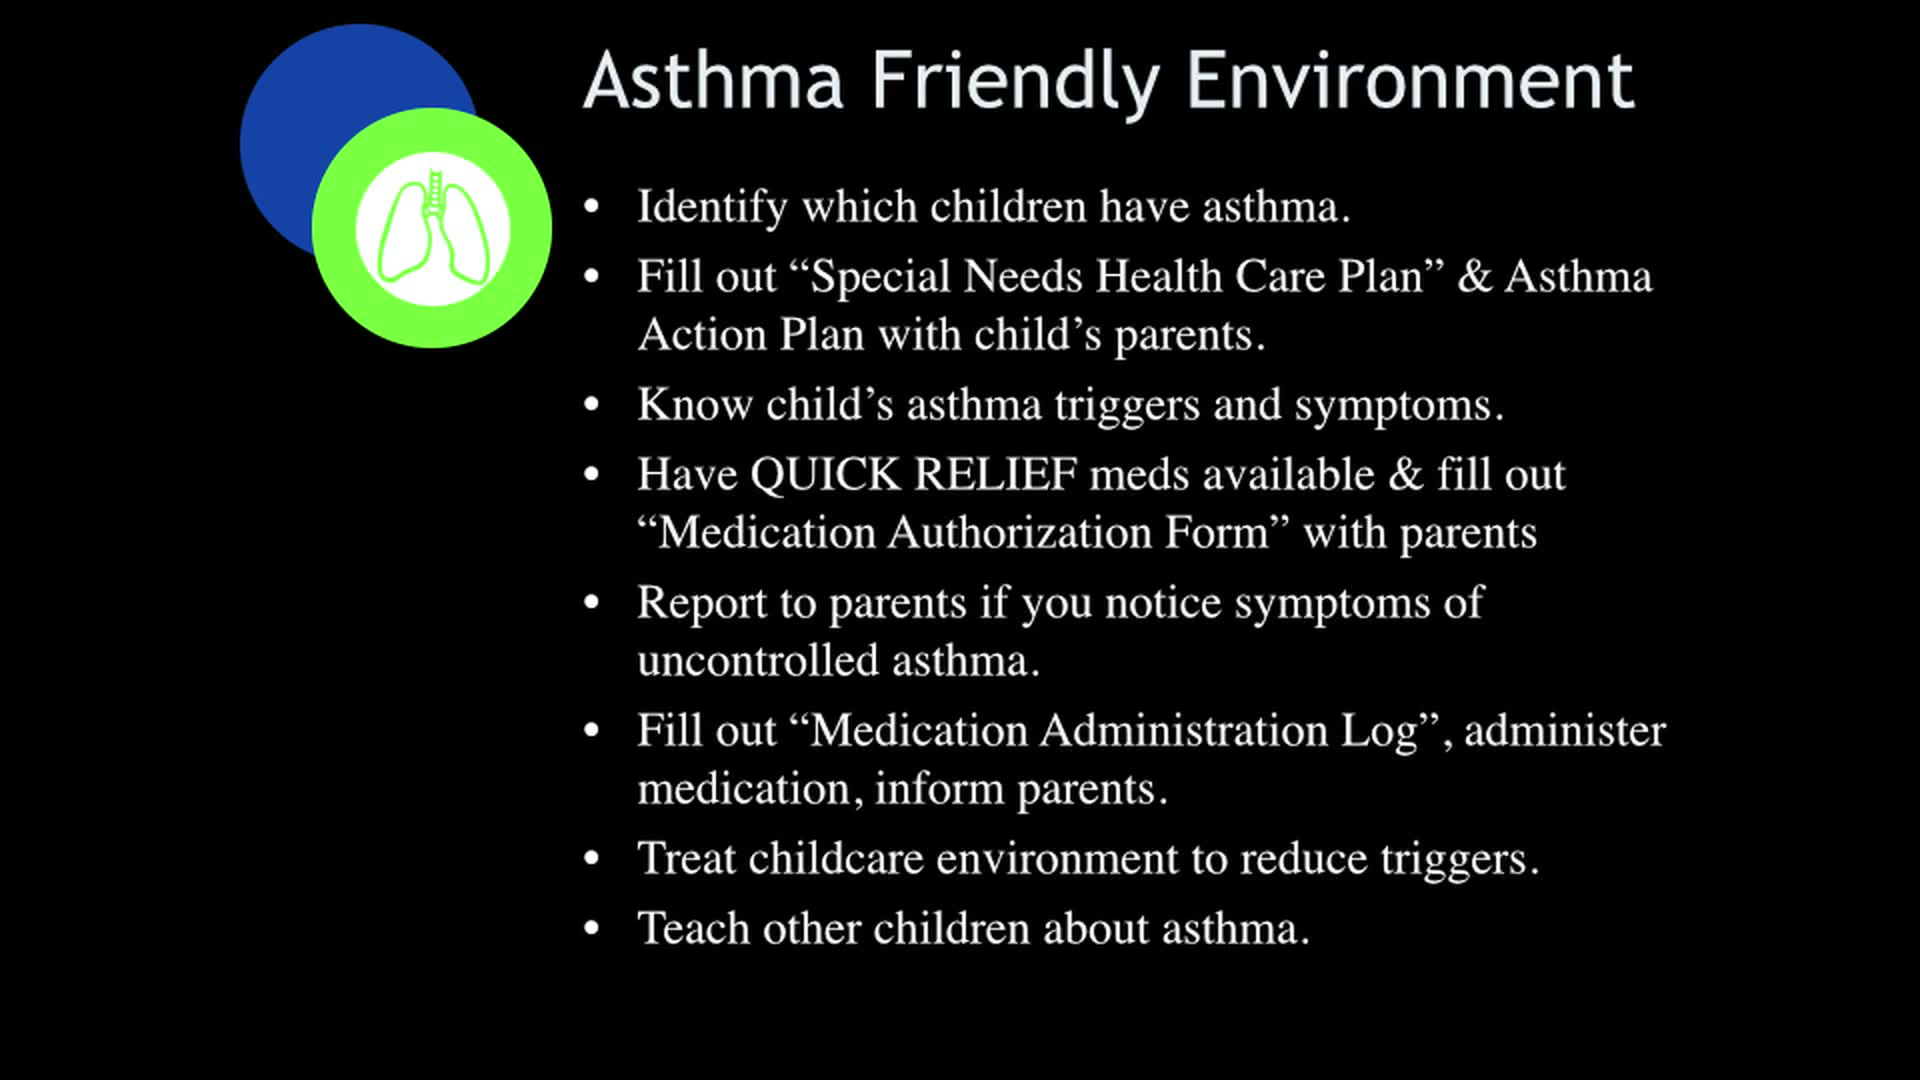 Asthma Friendly Environment
• Identify which children have asthma.
• Fill out “Special Needs Health Care Plan” & Asthma
Action Plan with child’s parents.
• Know child’s asthma triggers and symptoms.
• Have QUICK RELIEF meds available & fill out
“Medication Authorization Form” with parents
• Report to parents if you notice symptoms of
uncontrolled asthma.
• Fill out “Medication Administration Log”, administer
medication, inform parents.
• Treat childcare environment to reduce triggers.
• Teach other children about asthma.